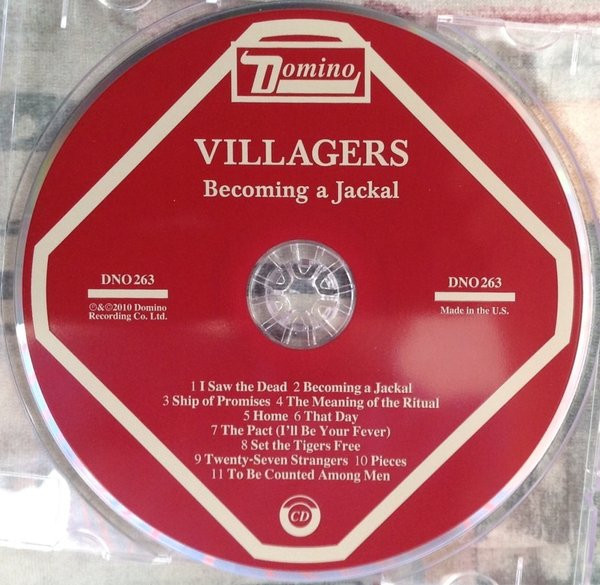 Domino
VILLAGERS
Becoming a Jackal
DNO 263
℗&©2010 Domino
Recording Co. Ltd.
DNO 263
Made in the U.S.
1 I Saw the Dead 2 Becoming a Jackal
3 Ship of Promises 4 The Meaning of the Ritual
5 Home 6 That Day
7 The Pact (I'll Be Your Fever)
8 Set the Tigers Free
9 Twenty-Seven Strangers 10 Pieces
11 To Be Counted Among Men
CD